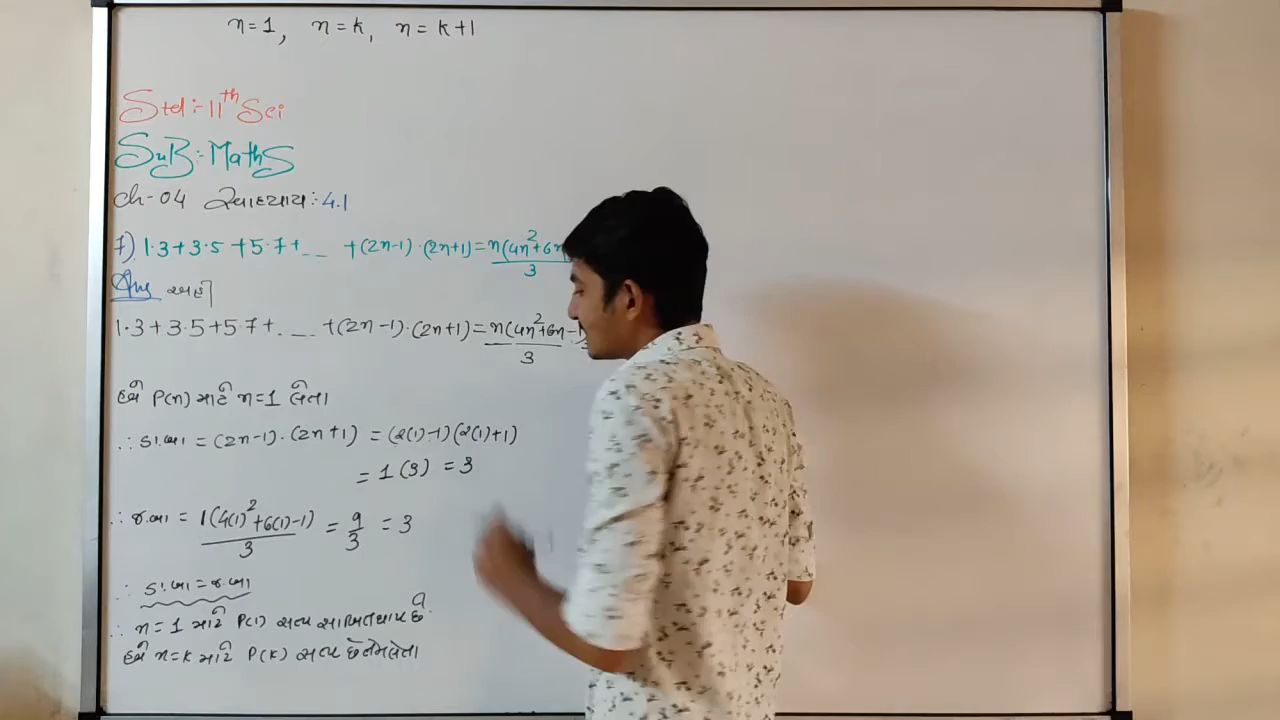 n=1, n=k, n=k+1
Std:-11th Sci
SuB:-MathS
ch-04 સ્વાધ્યાય:-4.1
7) 1·3+3·5+5·7+... +(2n-1)·(2n+1)=n(4n²+6n
3
Ans અહીં
1·3+3·5+5·7+... +(2n-1)·(2n+1)=n(4n²+6n-1)
3
હવે P(n) માટે n=1 લેતા
∴ ડા.બા = (2n-1)·(2n+1) = (2(1)-1)(2(1)+1)
= 1(3) = 3
∴ જ.બા = 1(4(1)²+6(1)-1)/3 = 9/3 = 3
∴ ડા.બા = જ.બા
∴ n=1 માટે P(1) સત્ય સાબિત થાય છે.
હવે n=k માટે P(k) સત્ય છે તેમ લેતા